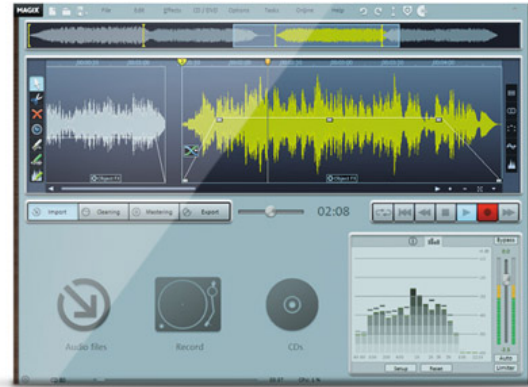 MAGIX File Edit Effects CD / DVD Options Tasks Online Help
Object FX Object FX
Import Cleaning Mastering Export 02:08
Bypass
Audio files Record CDs
Setup Reset
Auto
Limiter